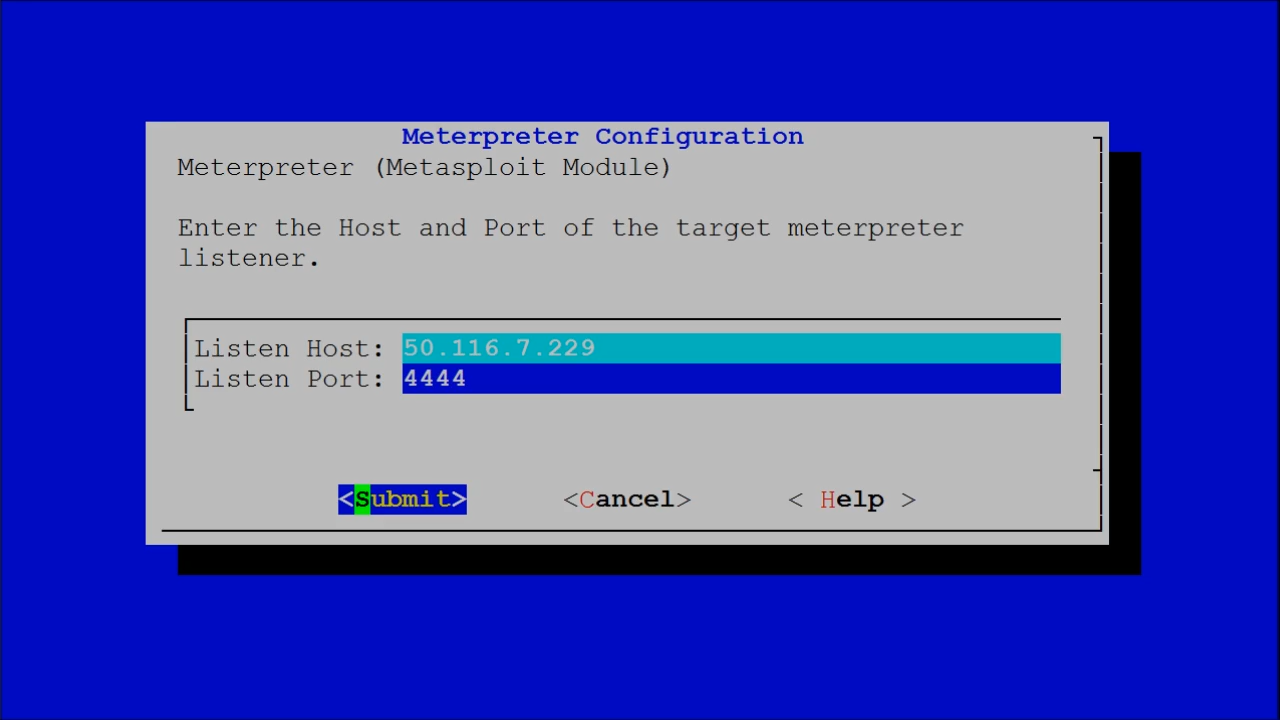 Meterpreter Configuration
Meterpreter (Metasploit Module)
Enter the Host and Port of the target meterpreter
listener.
Listen Host: 50.116.7.229
Listen Port: 4444
<Submit> <Cancel> < Help >